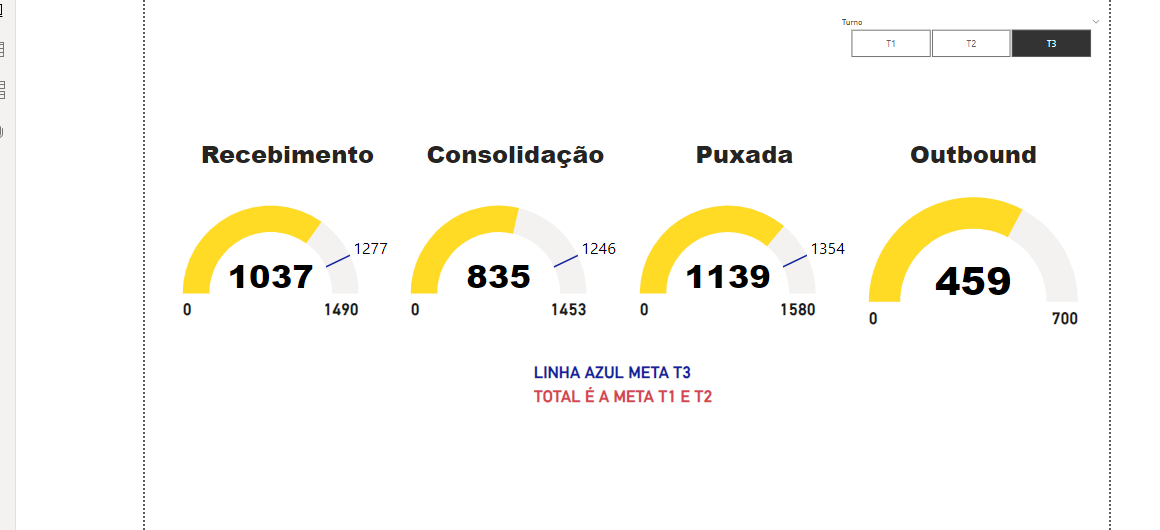 Turno
T1 T2 T3
Recebimento Consolidação Puxada Outbound
1277 1246 1354
1037 835 1139 459
0 1490 0 1453 0 1580 0 700
LINHA AZUL META T3
TOTAL É A META T1 E T2